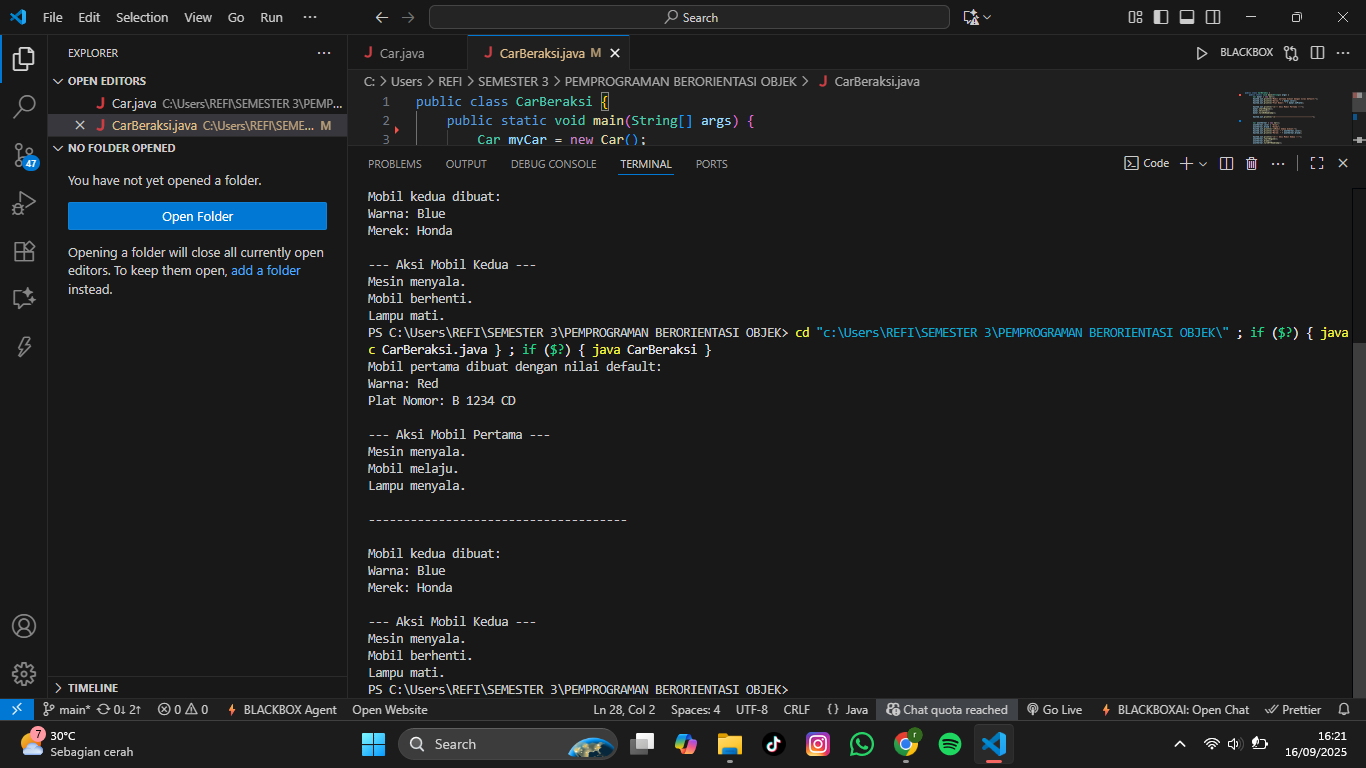 File Edit Selection View Go Run ···
Search
EXPLORER
OPEN EDITORS
Car.java C:\Users\REFI\SEMESTER 3\PEMP...
CarBeraksi.java C:\Users\REFI\SEME... M
NO FOLDER OPENED
You have not yet opened a folder.
Open Folder
Opening a folder will close all currently open
editors. To keep them open, add a folder
instead.
47
TIMELINE
Car.java
CarBeraksi.java M
BLACKBOX
C: > Users > REFI > SEMESTER 3 > PEMPROGRAMAN BERORIENTASI OBJEK > CarBeraksi.java
1 public class CarBeraksi {
2 public static void main(String[] args) {
3 Car myCar = new Car();
PROBLEMS OUTPUT DEBUG CONSOLE TERMINAL PORTS
Code
Mobil kedua dibuat:
Warna: Blue
Merek: Honda
--- Aksi Mobil Kedua ---
Mesin menyala.
Mobil berhenti.
Lampu mati.
PS C:\Users\REFI\SEMESTER 3\PEMPROGRAMAN BERORIENTASI OBJEK> cd "c:\Users\REFI\SEMESTER 3\PEMPROGRAMAN BERORIENTASI OBJEK\" ; if ($?) { java
c CarBeraksi.java } ; if ($?) { java CarBeraksi }
Mobil pertama dibuat dengan nilai default:
Warna: Red
Plat Nomor: B 1234 CD
--- Aksi Mobil Pertama ---
Mesin menyala.
Mobil melaju.
Lampu menyala.
-------------------------------------
Mobil kedua dibuat:
Warna: Blue
Merek: Honda
--- Aksi Mobil Kedua ---
Mesin menyala.
Mobil berhenti.
Lampu mati.
PS C:\Users\REFI\SEMESTER 3\PEMPROGRAMAN BERORIENTASI OBJEK>
main* 0↓ 2↑ 0 0 BLACKBOX Agent Open Website Ln 28, Col 2 Spaces: 4 UTF-8 CRLF {} Java Chat quota reached Go Live BLACKBOXAI: Open Chat Prettier
7
30°C
Sebagian cerah
Search
r
16:21
16/09/2025